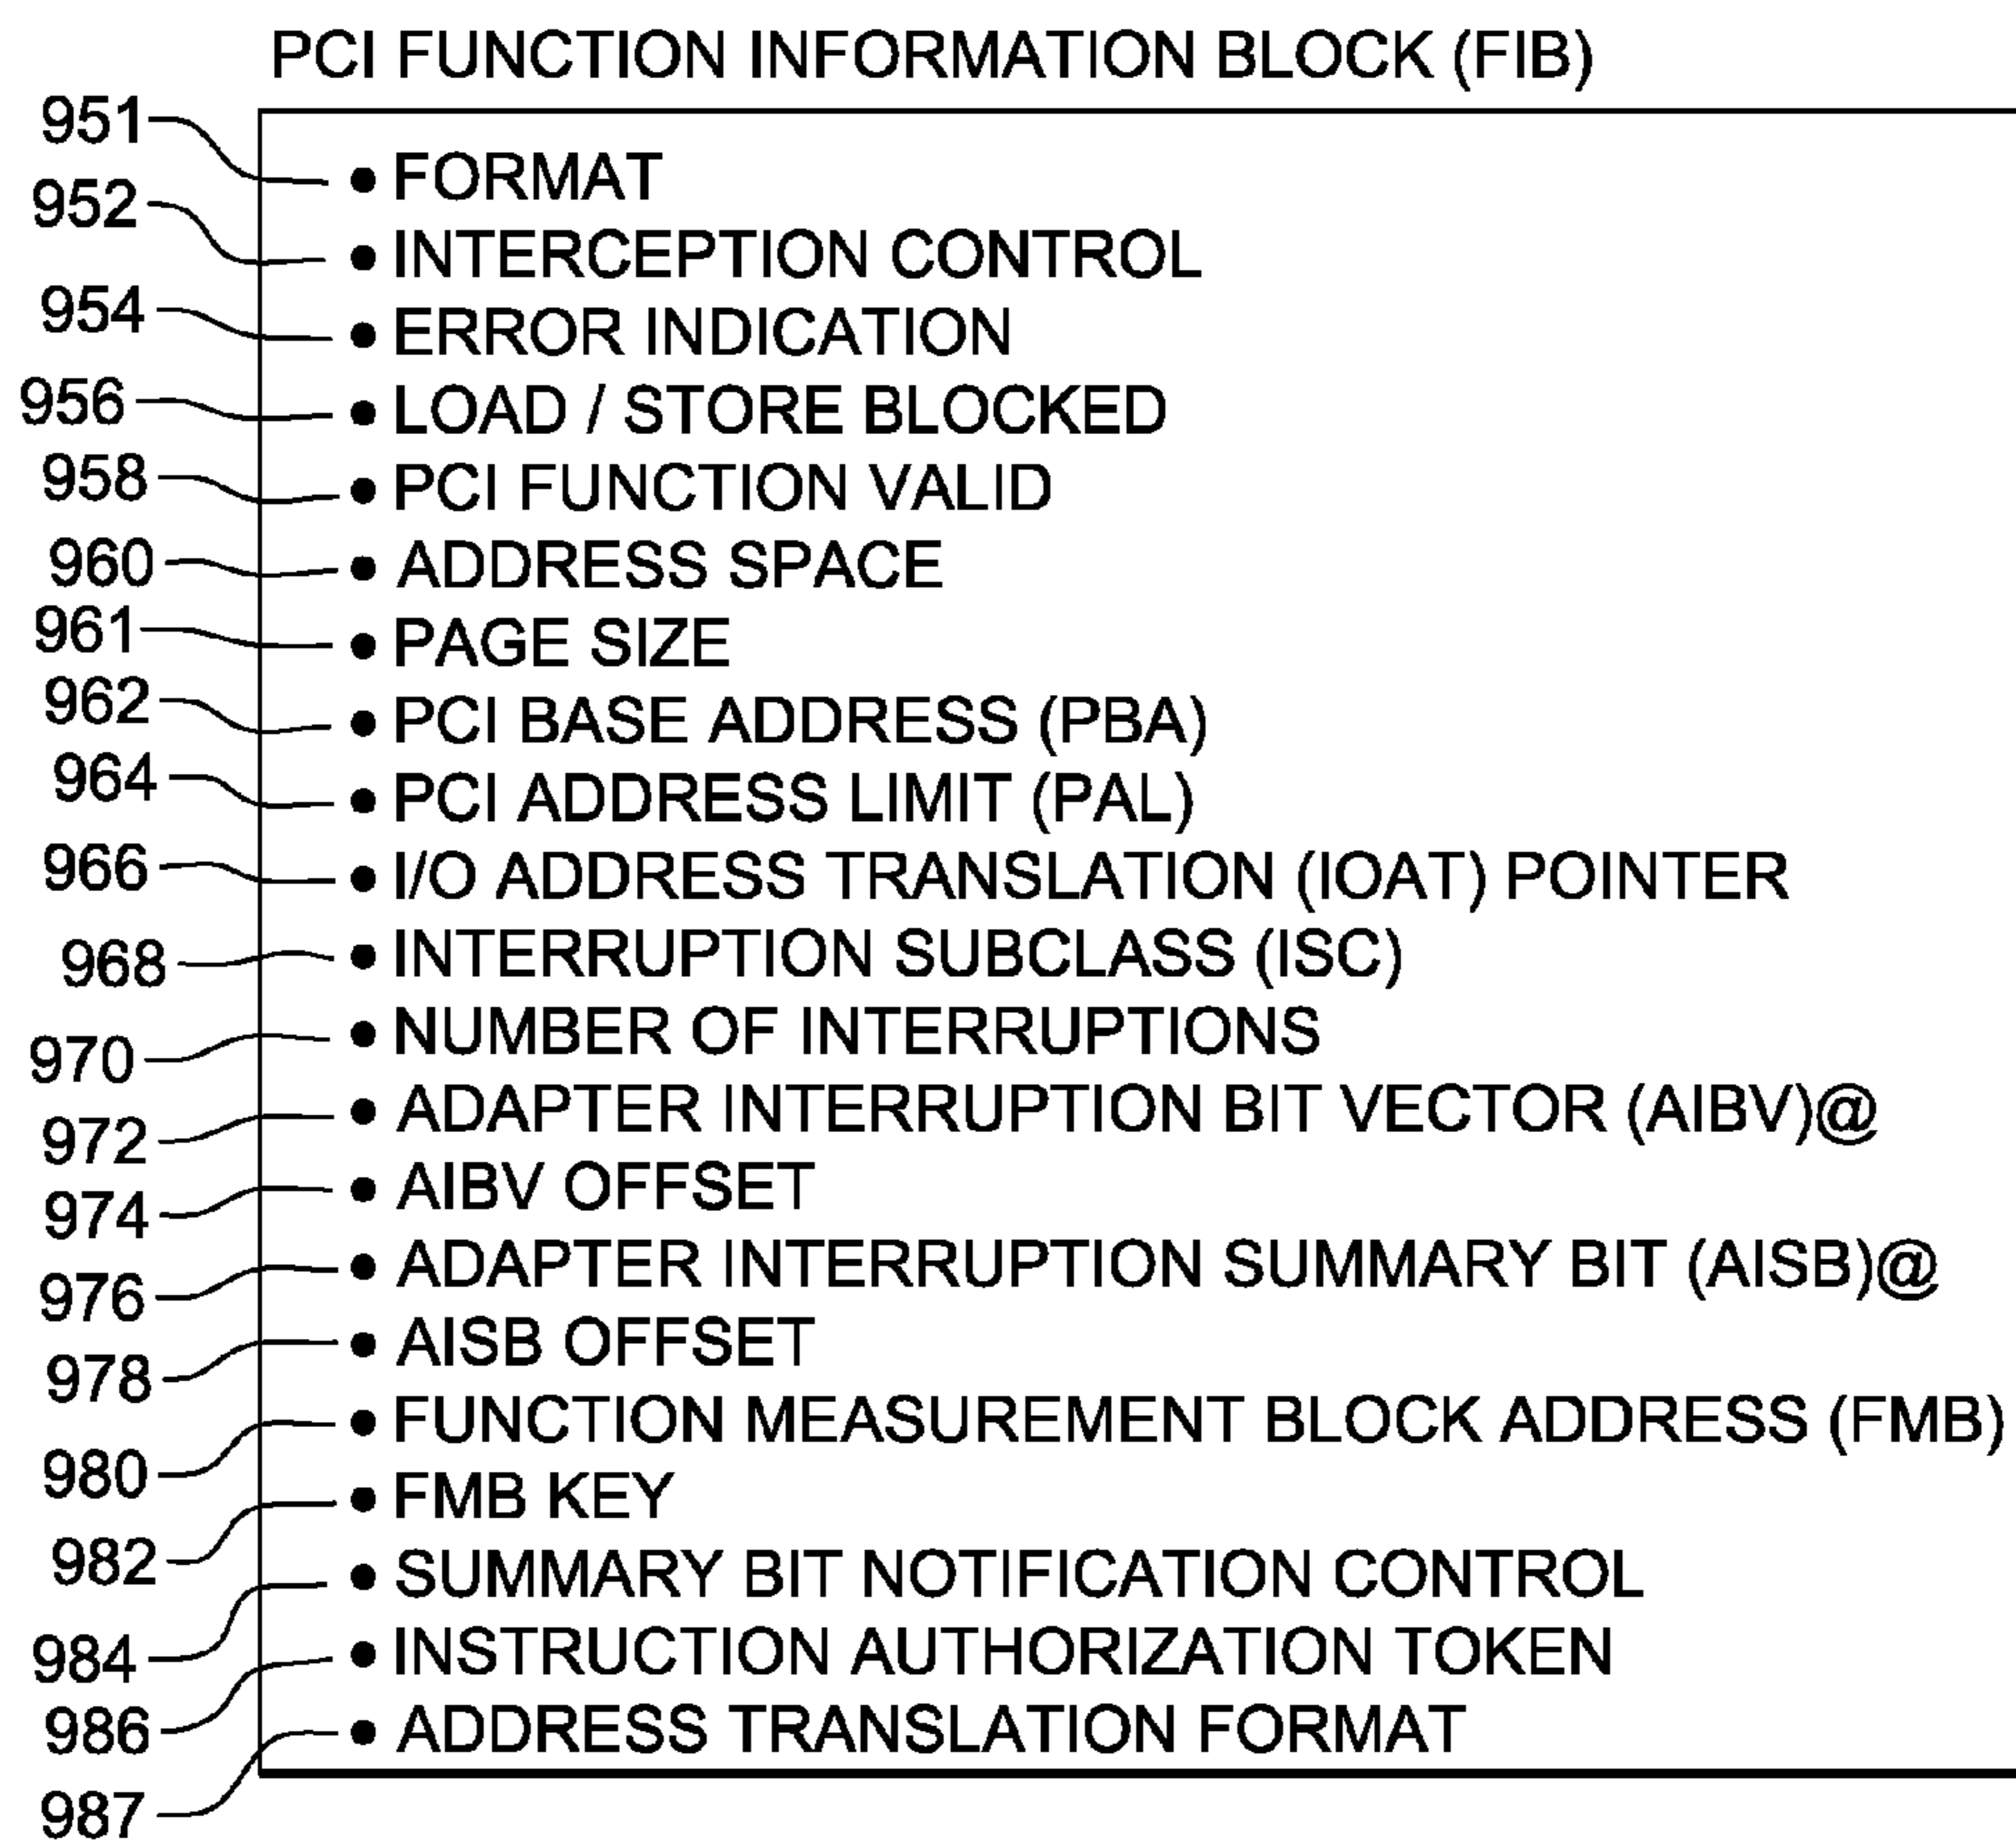 PCI FUNCTION INFORMATION BLOCK (FIB)
951 • FORMAT
952 • INTERCEPTION CONTROL
954 • ERROR INDICATION
956 • LOAD / STORE BLOCKED
958 • PCI FUNCTION VALID
960 • ADDRESS SPACE
961 • PAGE SIZE
962 • PCI BASE ADDRESS (PBA)
964 • PCI ADDRESS LIMIT (PAL)
966 • I/O ADDRESS TRANSLATION (IOAT) POINTER
968 • INTERRUPTION SUBCLASS (ISC)
970 • NUMBER OF INTERRUPTIONS
972 • ADAPTER INTERRUPTION BIT VECTOR (AIBV)@
974 • AIBV OFFSET
976 • ADAPTER INTERRUPTION SUMMARY BIT (AISB)@
978 • AISB OFFSET
980 • FUNCTION MEASUREMENT BLOCK ADDRESS (FMB)
982 • FMB KEY
984 • SUMMARY BIT NOTIFICATION CONTROL
986 • INSTRUCTION AUTHORIZATION TOKEN
987 • ADDRESS TRANSLATION FORMAT